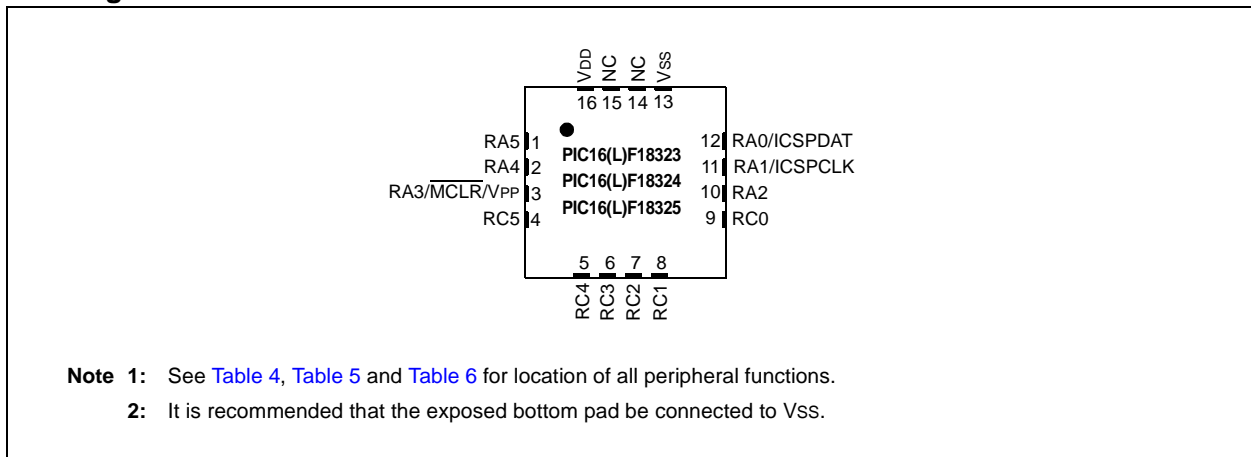 VDD NC NC VSS
16 15 14 13
RA5 1
RA4 2
RA3/MCLR/VPP 3
RC5 4
PIC16(L)F18323
PIC16(L)F18324
PIC16(L)F18325
12 RA0/ICSPDAT
11 RA1/ICSPCLK
10 RA2
9 RC0
5 6 7 8
RC4 RC3 RC2 RC1
Note 1: See Table 4, Table 5 and Table 6 for location of all peripheral functions.
2: It is recommended that the exposed bottom pad be connected to VSS.